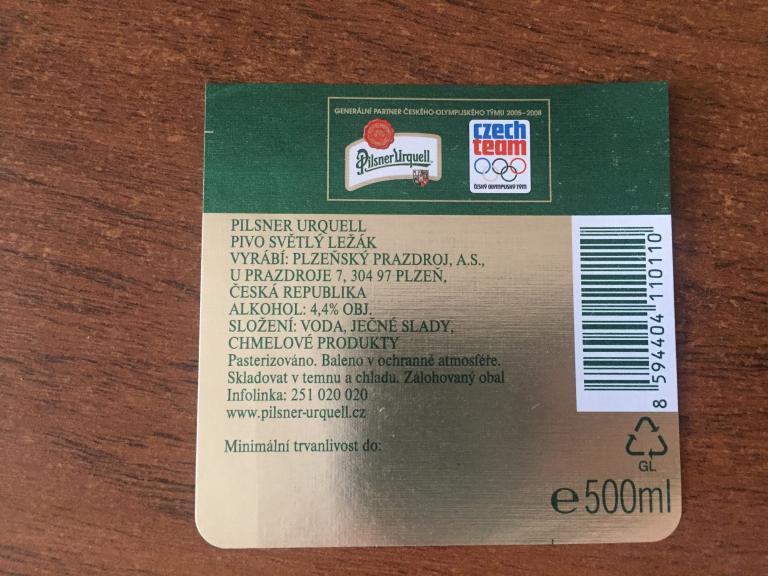 GENERÁLNÍ PARTNER ČESKÉHO OLYMPIJSKÉHO TÝMU 2005–2008
Pilsner Urquell
czech
team
ČESKÝ OLYMPIJSKÝ TÝM
PILSNER URQUELL
PIVO SVĚTLÝ LEŽÁK
VYRÁBÍ: PLZEŇSKÝ PRAZDROJ, A.S.,
U PRAZDROJE 7, 304 97 PLZEŇ,
ČESKÁ REPUBLIKA
ALKOHOL: 4,4% OBJ.
SLOŽENÍ: VODA, JEČNÉ SLADY,
CHMELOVÉ PRODUKTY
Pasterizováno. Baleno v ochranné atmosféře.
Skladovat v temnu a chladu. Zálohovaný obal
Infolinka: 251 020 020
www.pilsner-urquell.cz
Minimální trvanlivost do:
8 594404 110110
GL
e 500ml